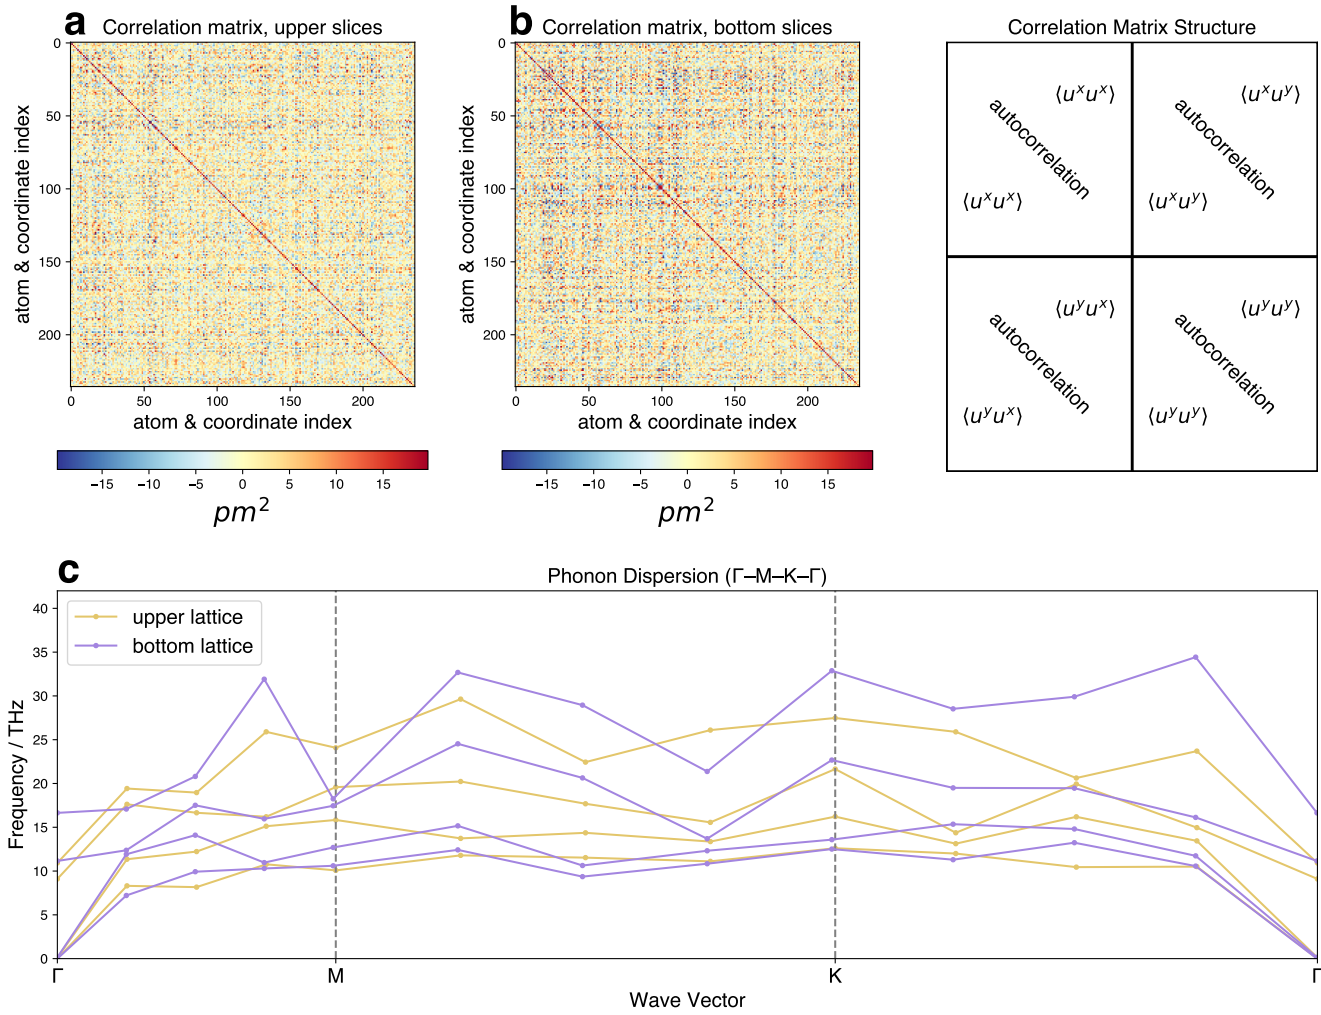 a
Correlation matrix, upper slices
0
50
100
150
200
atom & coordinate index
0
50
100
150
200
atom & coordinate index
−15
−10
−5
0
5
10
15
pm²
b
Correlation matrix, bottom slices
0
50
100
150
200
atom & coordinate index
0
50
100
150
200
atom & coordinate index
−15
−10
−5
0
5
10
15
pm²
Correlation Matrix Structure
⟨uˣuˣ⟩
autocorrelation
⟨uˣuˣ⟩
⟨uˣuʸ⟩
autocorrelation
⟨uˣuʸ⟩
⟨uʸuˣ⟩
autocorrelation
⟨uʸuˣ⟩
⟨uʸuʸ⟩
autocorrelation
⟨uʸuʸ⟩
c
Phonon Dispersion (Γ–M–K–Γ)
upper lattice
bottom lattice
40
35
30
25
20
15
10
5
0
Frequency / THz
Γ
M
K
Γ
Wave Vector